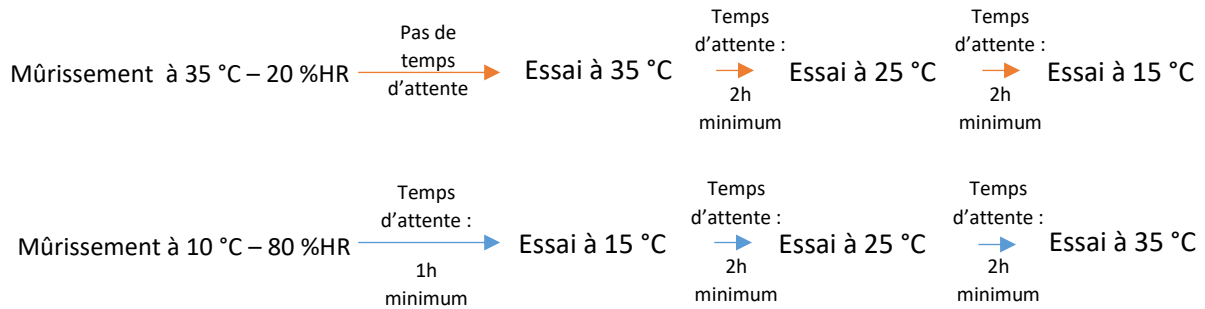 Mûrissement à 35 °C – 20 %HR
Pas de
temps
d'attente
Essai à 35 °C
Temps
d'attente :
2h
minimum
Essai à 25 °C
Temps
d'attente :
2h
minimum
Essai à 15 °C
Mûrissement à 10 °C – 80 %HR
Temps
d'attente :
1h
minimum
Essai à 15 °C
Temps
d'attente :
2h
minimum
Essai à 25 °C
Temps
d'attente :
2h
minimum
Essai à 35 °C